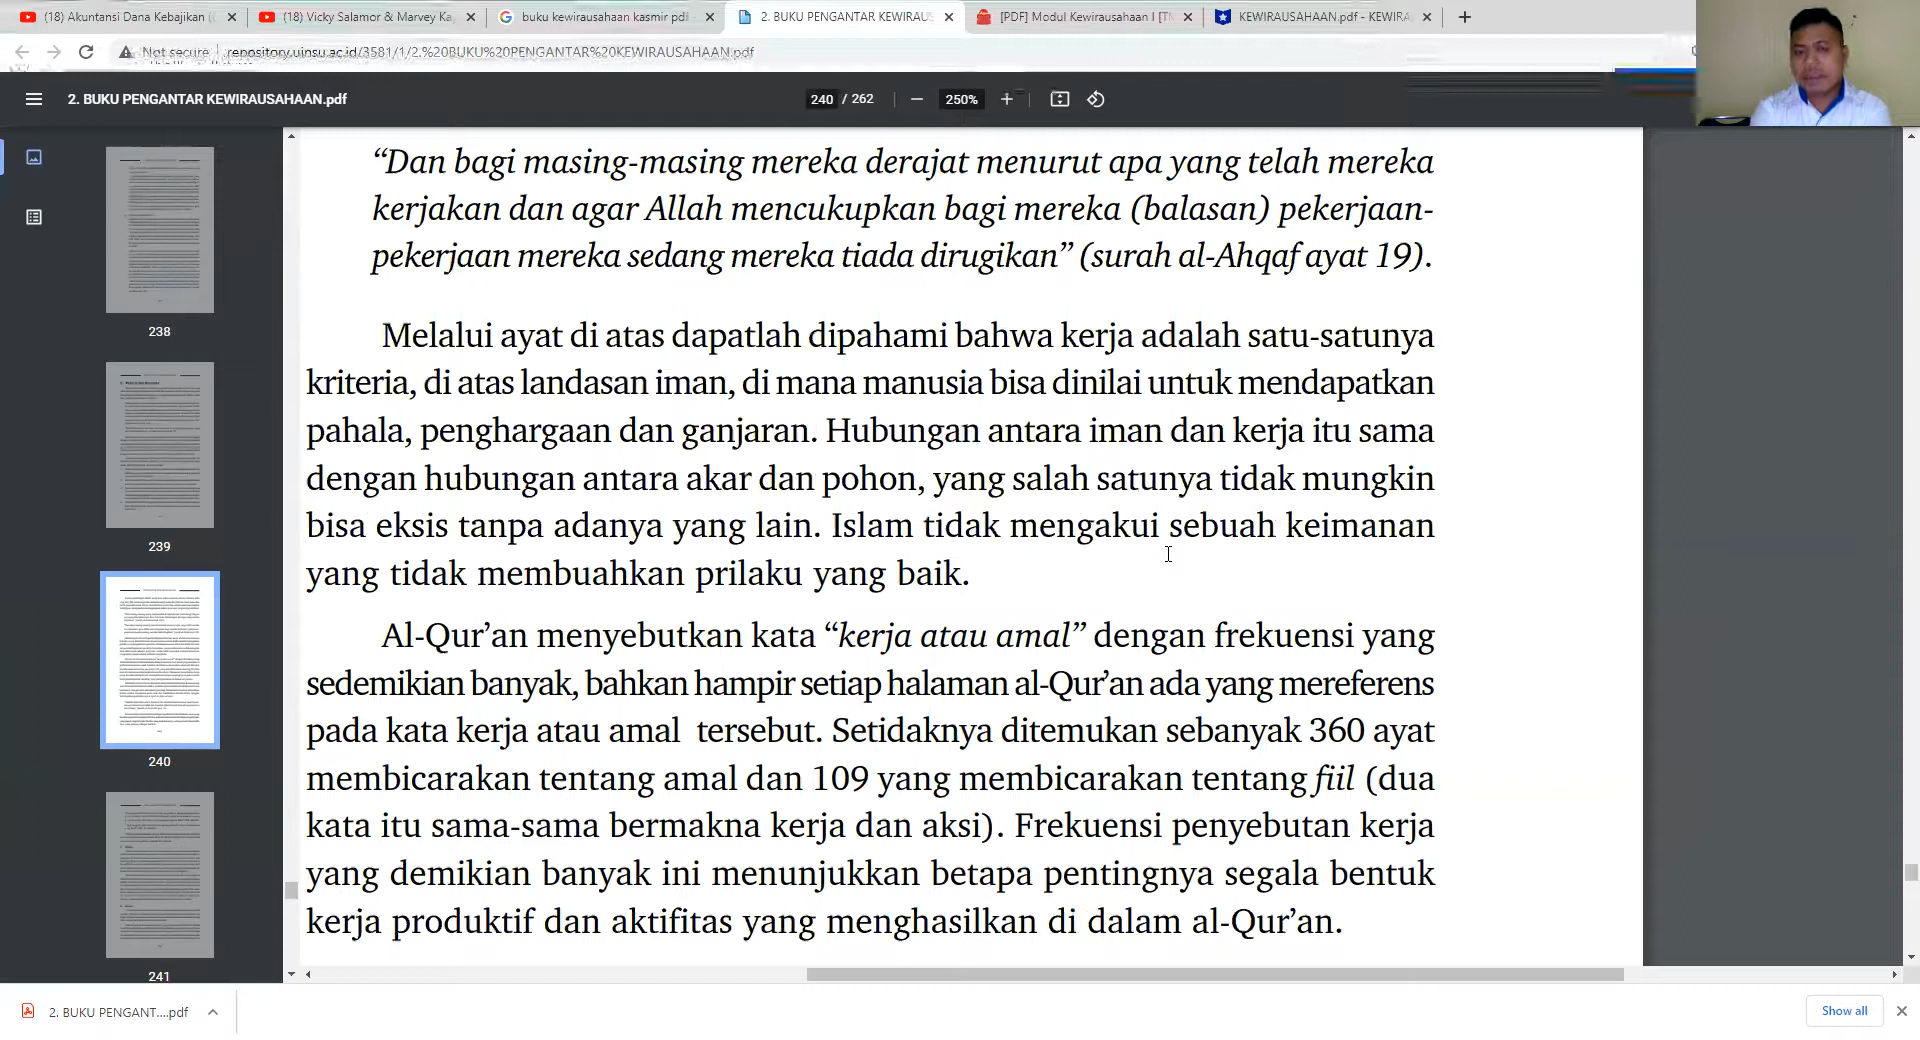 (18) Akuntansi Dana Kebajikan (
(18) Vicky Salamor & Marvey Ka
buku kewirausahaan kasmir pdf
2. BUKU PENGANTAR KEWIRAUS
[PDF] Modul Kewirausahaan I [TM
KEWIRAUSAHAAN.pdf - KEWIRA
Not secure
repository.uinsu.ac.id/3581/1/2.%20BUKU%20PENGANTAR%20KEWIRAUSAHAAN.pdf
2. BUKU PENGANTAR KEWIRAUSAHAAN.pdf
240 / 262
250%
238
239
240
241
“Dan bagi masing-masing mereka derajat menurut apa yang telah mereka
kerjakan dan agar Allah mencukupkan bagi mereka (balasan) pekerjaan-
pekerjaan mereka sedang mereka tiada dirugikan” (surah al-Ahqaf ayat 19).
Melalui ayat di atas dapatlah dipahami bahwa kerja adalah satu-satunya
kriteria, di atas landasan iman, di mana manusia bisa dinilai untuk mendapatkan
pahala, penghargaan dan ganjaran. Hubungan antara iman dan kerja itu sama
dengan hubungan antara akar dan pohon, yang salah satunya tidak mungkin
bisa eksis tanpa adanya yang lain. Islam tidak mengakui sebuah keimanan
yang tidak membuahkan prilaku yang baik.
Al-Qur’an menyebutkan kata “kerja atau amal” dengan frekuensi yang
sedemikian banyak, bahkan hampir setiap halaman al-Qur’an ada yang mereferens
pada kata kerja atau amal tersebut. Setidaknya ditemukan sebanyak 360 ayat
membicarakan tentang amal dan 109 yang membicarakan tentang fiil (dua
kata itu sama-sama bermakna kerja dan aksi). Frekuensi penyebutan kerja
yang demikian banyak ini menunjukkan betapa pentingnya segala bentuk
kerja produktif dan aktifitas yang menghasilkan di dalam al-Qur’an.
2. BUKU PENGANT....pdf
Show all